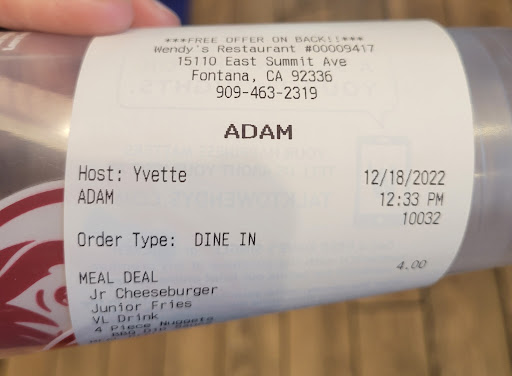 ***FREE OFFER ON BACK!!***
Wendy's Restaurant #00009417
15110 East Summit Ave
Fontana, CA 92336
909-463-2319
ADAM
Host: Yvette 12/18/2022
ADAM 12:33 PM
10032
Order Type: DINE IN
MEAL DEAL 4.00
Jr Cheeseburger
Junior Fries
VL Drink
4 Piece Nuggets